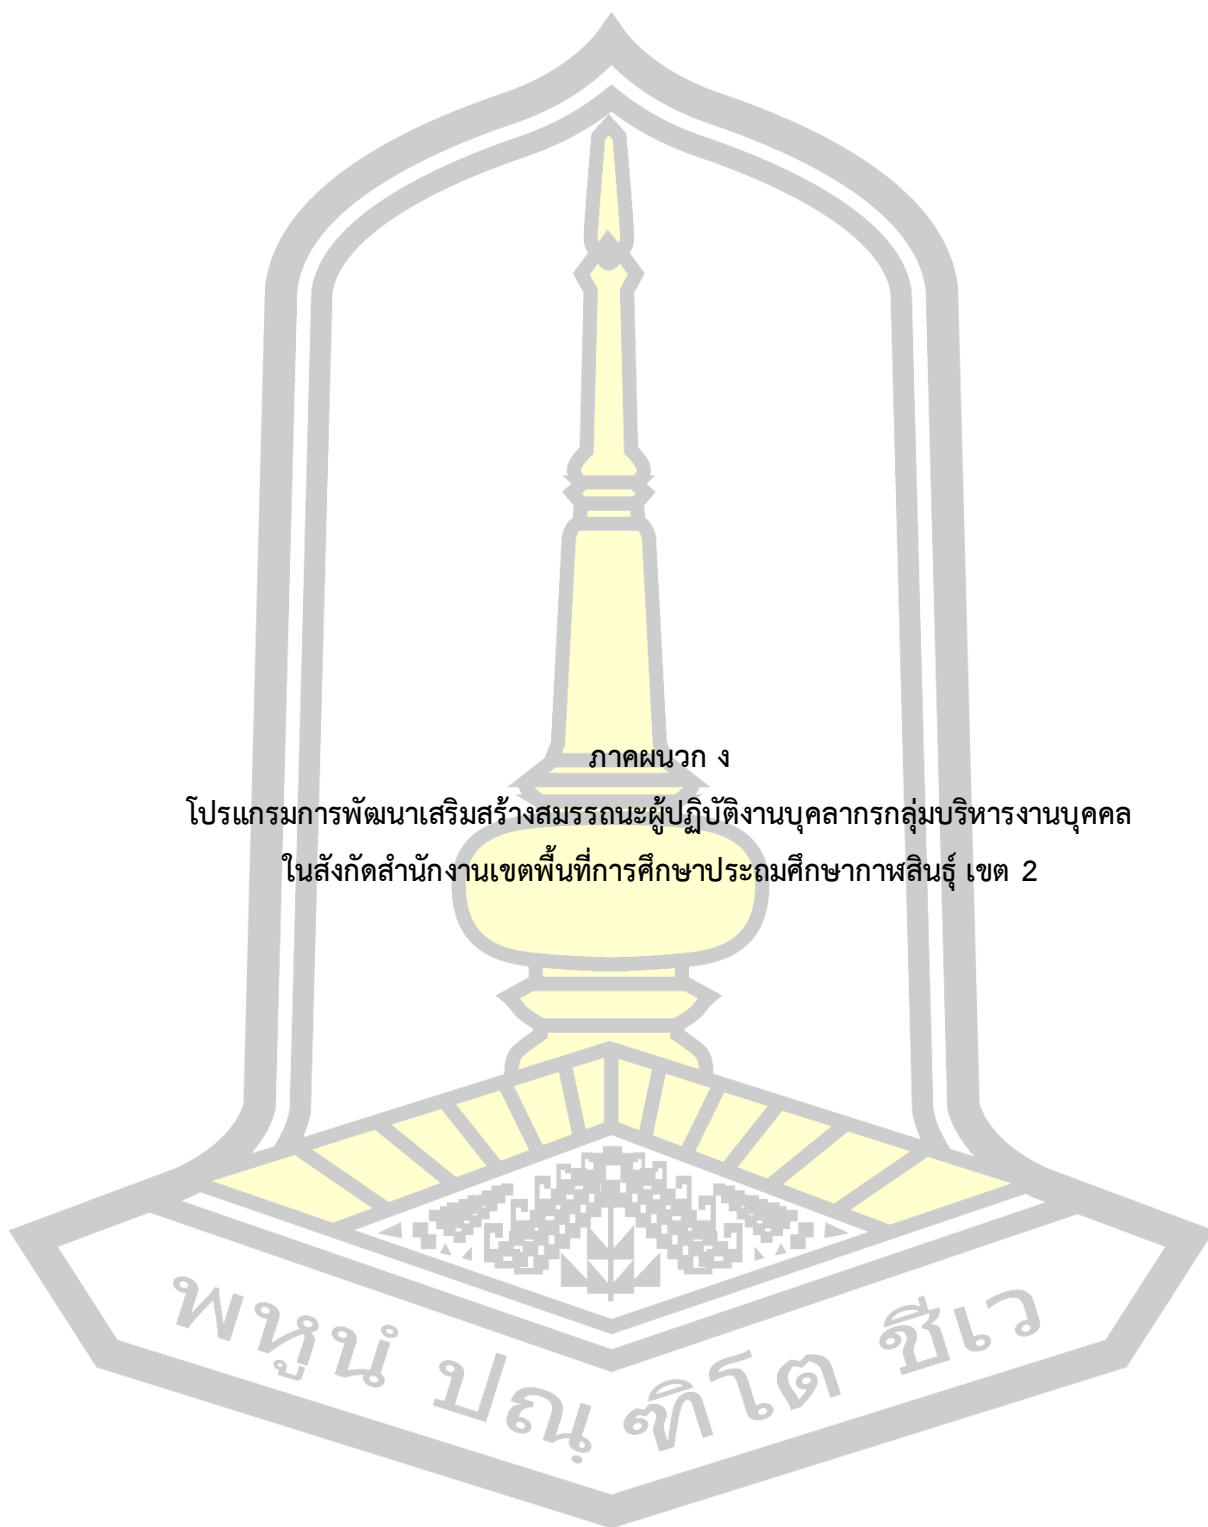 ภาคผนวก ง
โปรแกรมการพัฒนาเสริมสร้างสมรรถนะผู้ปฏิบัติงานบุคลากรกลุ่มบริหารงานบุคคล
ในสังกัดสำนักงานเขตพื้นที่การศึกษาประถมศึกษากาฬสินธุ์ เขต 2
พหูนํ ปณฺฑิโต ชีเว